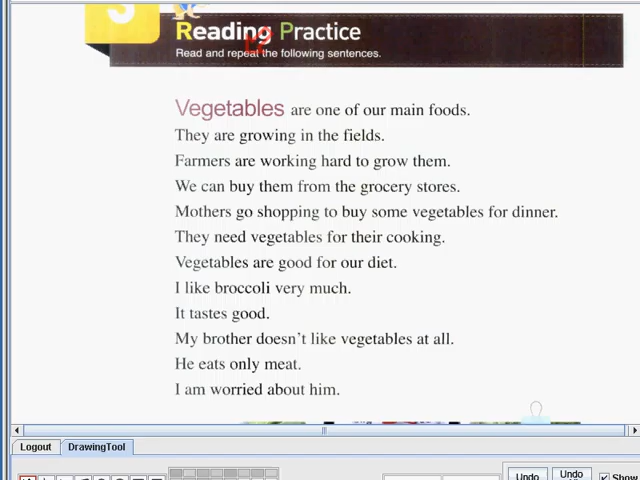 Reading Practice
Read and repeat the following sentences.
Vegetables are one of our main foods.
They are growing in the fields.
Farmers are working hard to grow them.
We can buy them from the grocery stores.
Mothers go shopping to buy some vegetables for dinner.
They need vegetables for their cooking.
Vegetables are good for our diet.
I like broccoli very much.
It tastes good.
My brother doesn't like vegetables at all.
He eats only meat.
I am worried about him.
Logout DrawingTool
Undo Undo Show